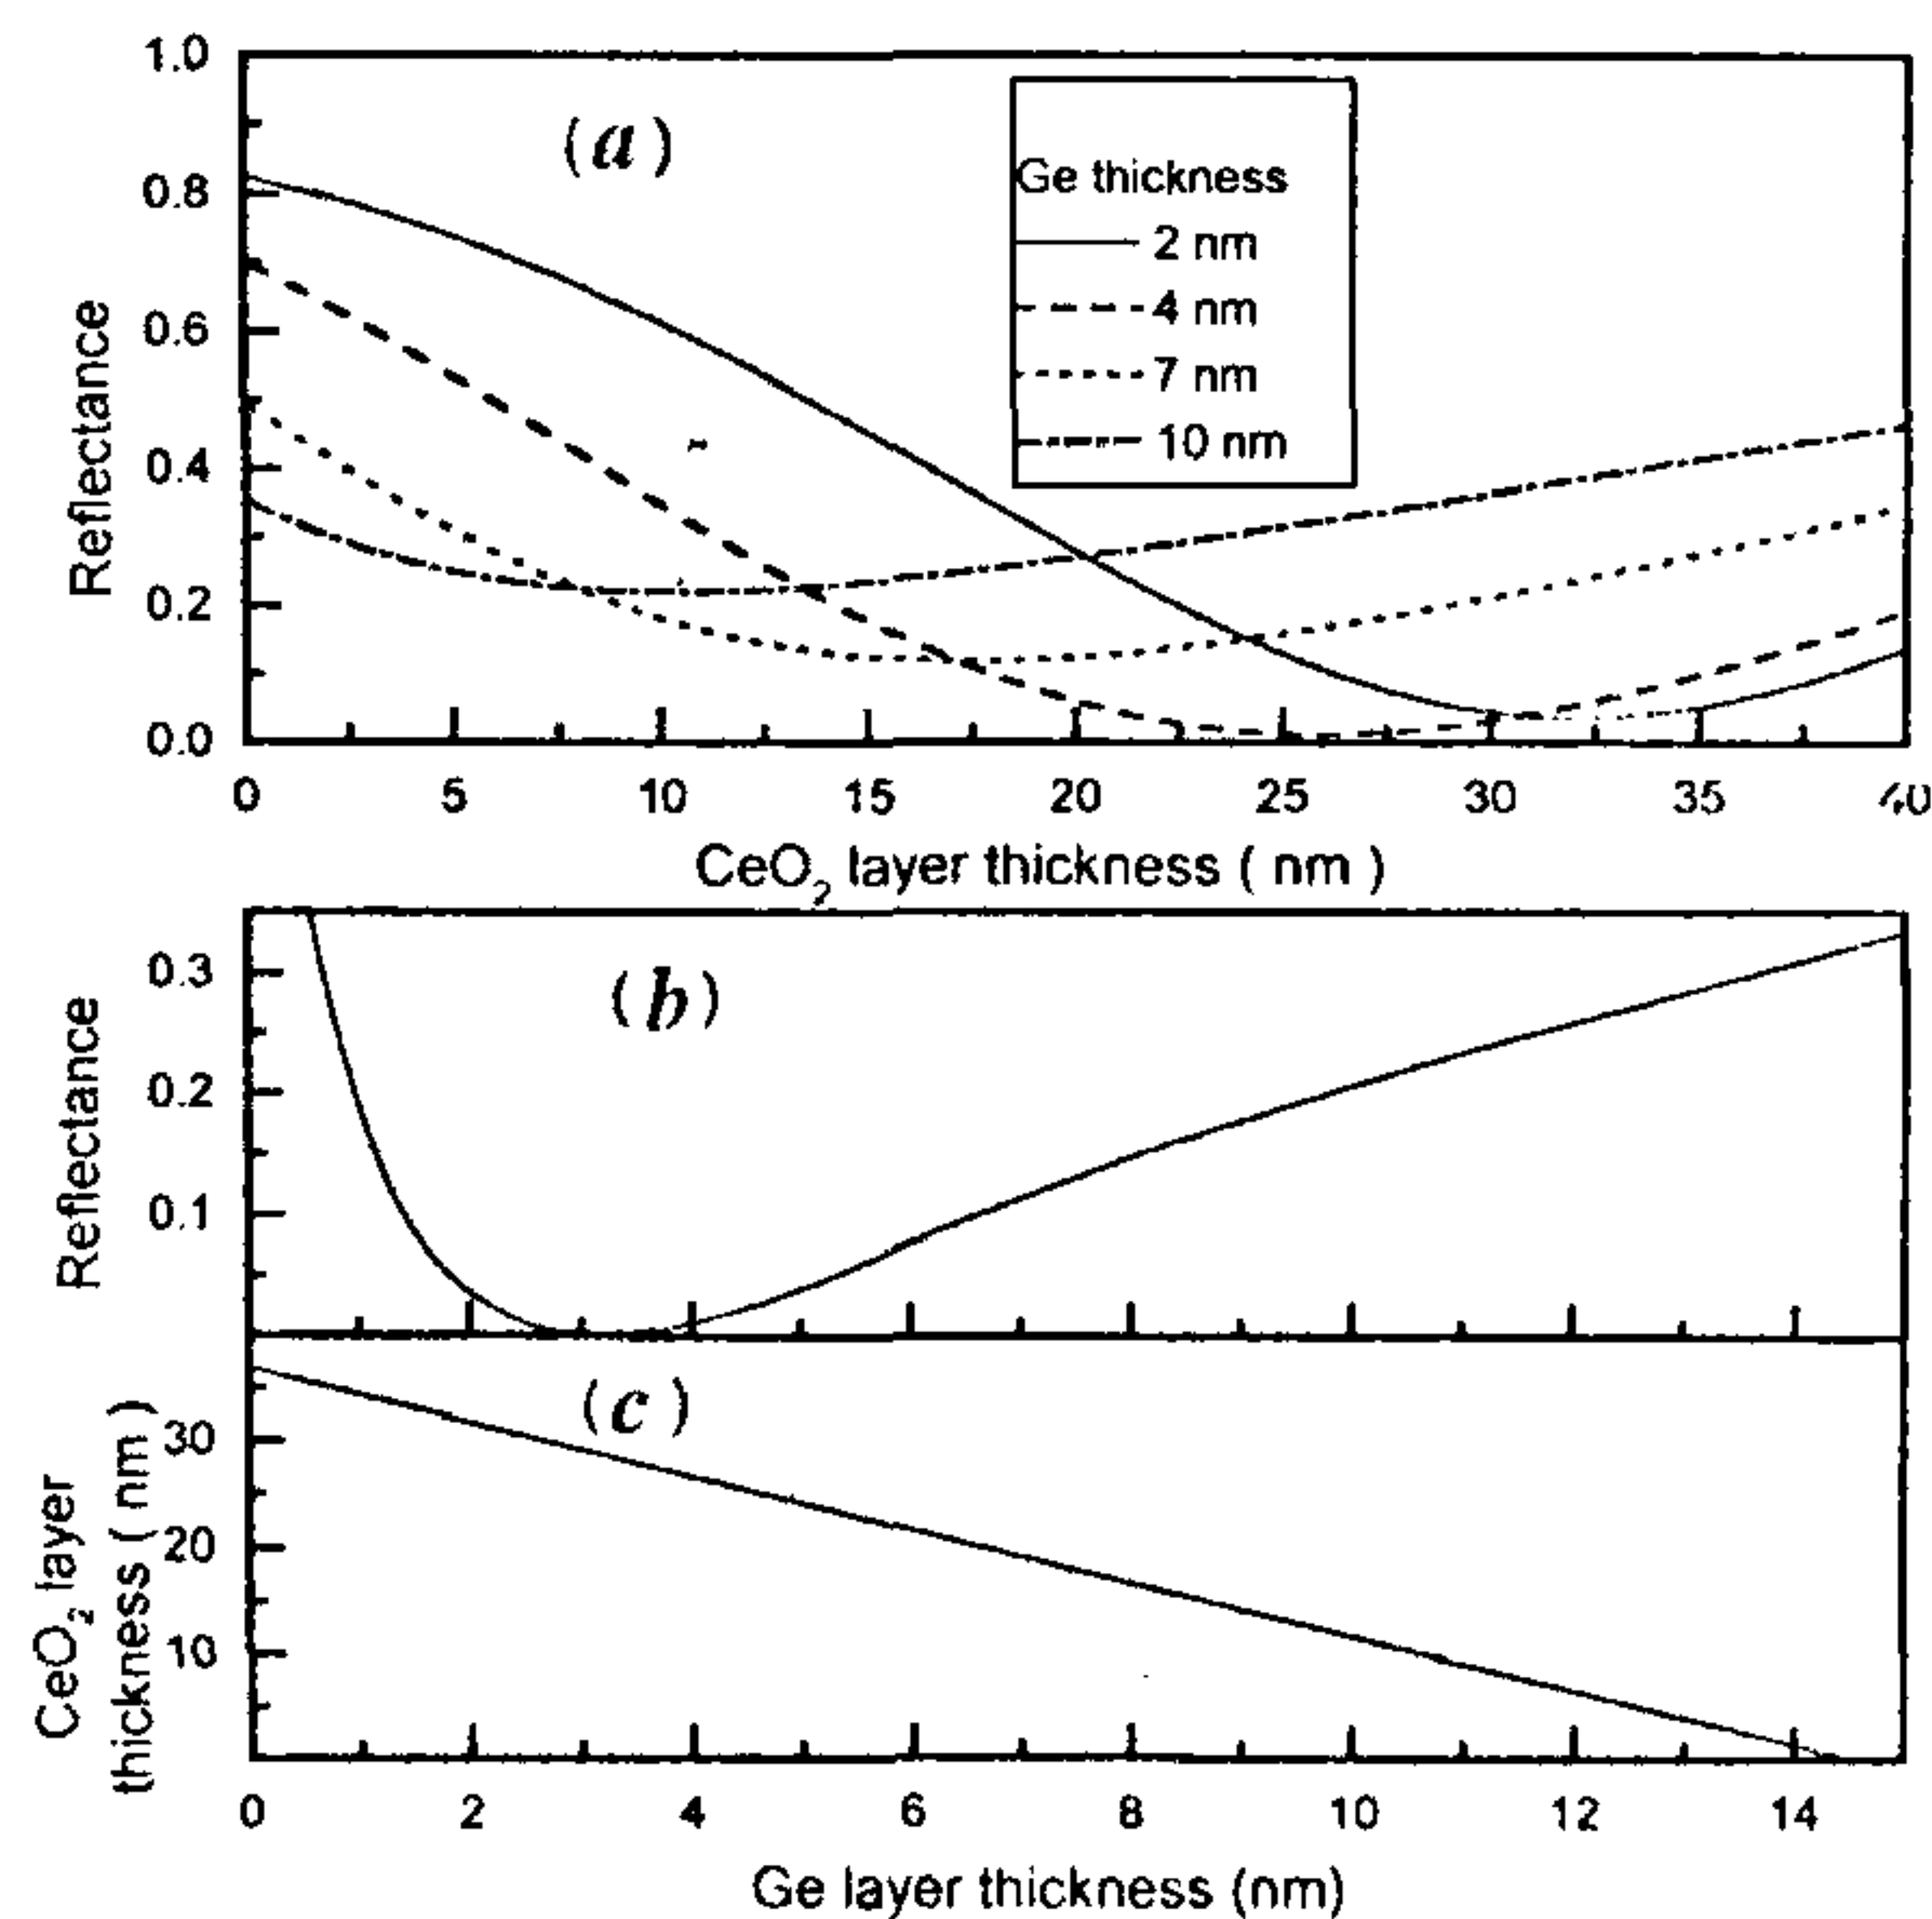 1.0
0.8
0.6
0.4
0.2
0.0
Reflectance
(a)
Ge thickness
2 nm
4 nm
7 nm
10 nm
0 5 10 15 20 25 30 35 40
CeO₂ layer thickness ( nm )
0.3
0.2
0.1
Reflectance
(b)
30
20
10
CeO₂ layer
thickness ( nm )
(c)
0 2 4 6 8 10 12 14
Ge layer thickness (nm)